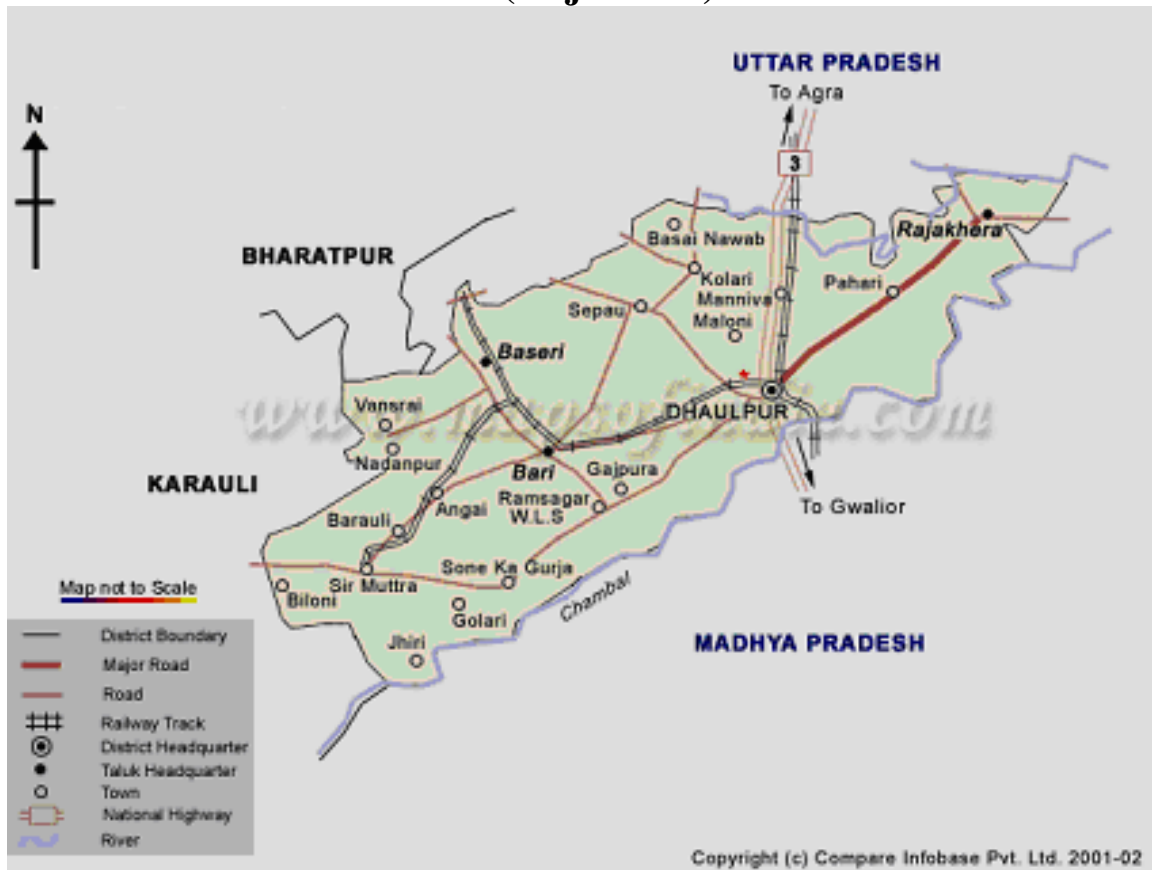 UTTAR PRADESH
To Agra
N
3
Rajakhera
Basai Nawab
BHARATPUR
Kolari
Pahari
Manniva
Sepau
Maloni
Baseri
Vansrai
DHAULPUR
Nadanpur
Bari
Gajpura
KARAULI
Ramsagar
W.L.S
Angai
To Gwalior
Barauli
Sone Ka Gurja
Sir Muttra
Map not to Scale
Biloni
Chambal
Golari
Jhiri
MADHYA PRADESH
District Boundary
Major Road
Road
Railway Track
District Headquarter
Taluk Headquarter
Town
National Highway
River
Copyright (c) Compare Infobase Pvt. Ltd. 2001-02